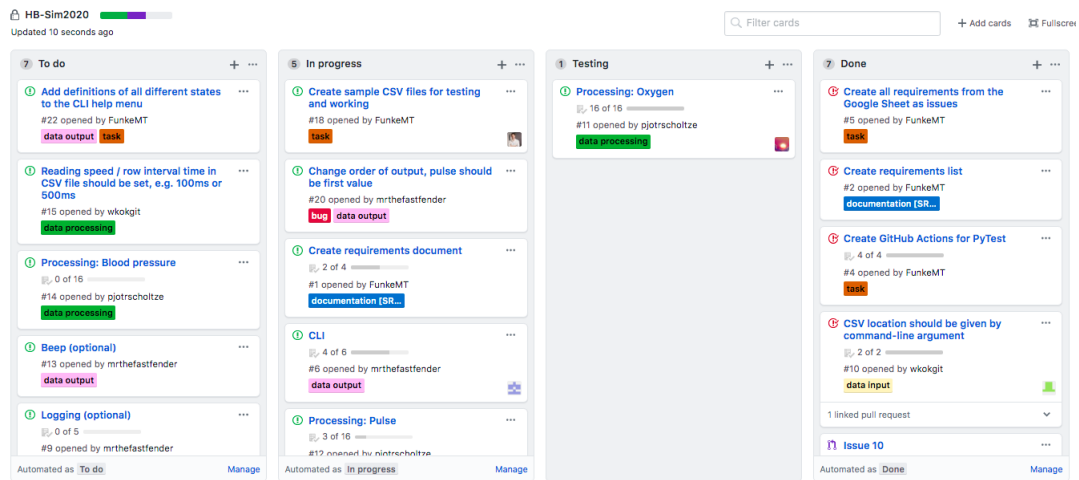 HB-Sim2020
Updated 10 seconds ago
Filter cards
+ Add cards
Fullscree
7 To do
Add definitions of all different states
to the CLI help menu
#22 opened by FunkeMT
data output task
Reading speed / row interval time in
CSV file should be set, e.g. 100ms or
500ms
#15 opened by wkokgit
data processing
Processing: Blood pressure
0 of 16
#14 opened by pjotrscholtze
data processing
Beep (optional)
#13 opened by mrthefastfender
data output
Logging (optional)
0 of 5
#9 opened by mrthefastfender
Automated as To do Manage
5 In progress
Create sample CSV files for testing
and working
#18 opened by FunkeMT
task
Change order of output, pulse should
be first value
#20 opened by mrthefastfender
bug data output
Create requirements document
2 of 4
#1 opened by FunkeMT
documentation [SR...
CLI
4 of 6
#6 opened by mrthefastfender
data output
Processing: Pulse
3 of 16
#12 opened by pjotrscholtze
Automated as In progress Manage
1 Testing
Processing: Oxygen
16 of 16
#11 opened by pjotrscholtze
data processing
7 Done
Create all requirements from the
Google Sheet as issues
#5 opened by FunkeMT
task
Create requirements list
#2 opened by FunkeMT
documentation [SR...
Create GitHub Actions for PyTest
4 of 4
#4 opened by FunkeMT
task
CSV location should be given by
command-line argument
2 of 2
#10 opened by wkokgit
data input
1 linked pull request
Issue 10
Automated as Done Manage